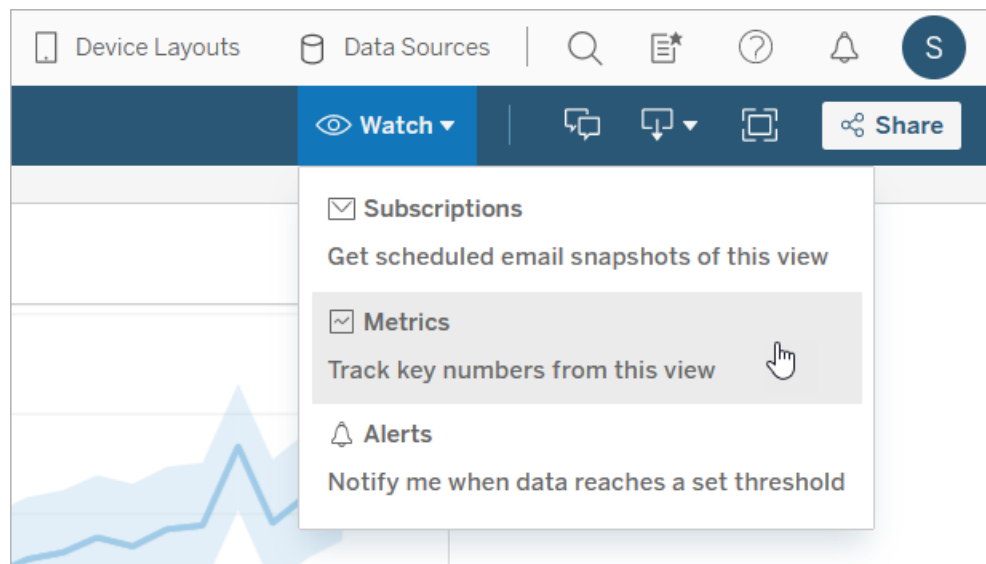 Device Layouts Data Sources S
Watch Share
Subscriptions
Get scheduled email snapshots of this view
Metrics
Track key numbers from this view
Alerts
Notify me when data reaches a set threshold